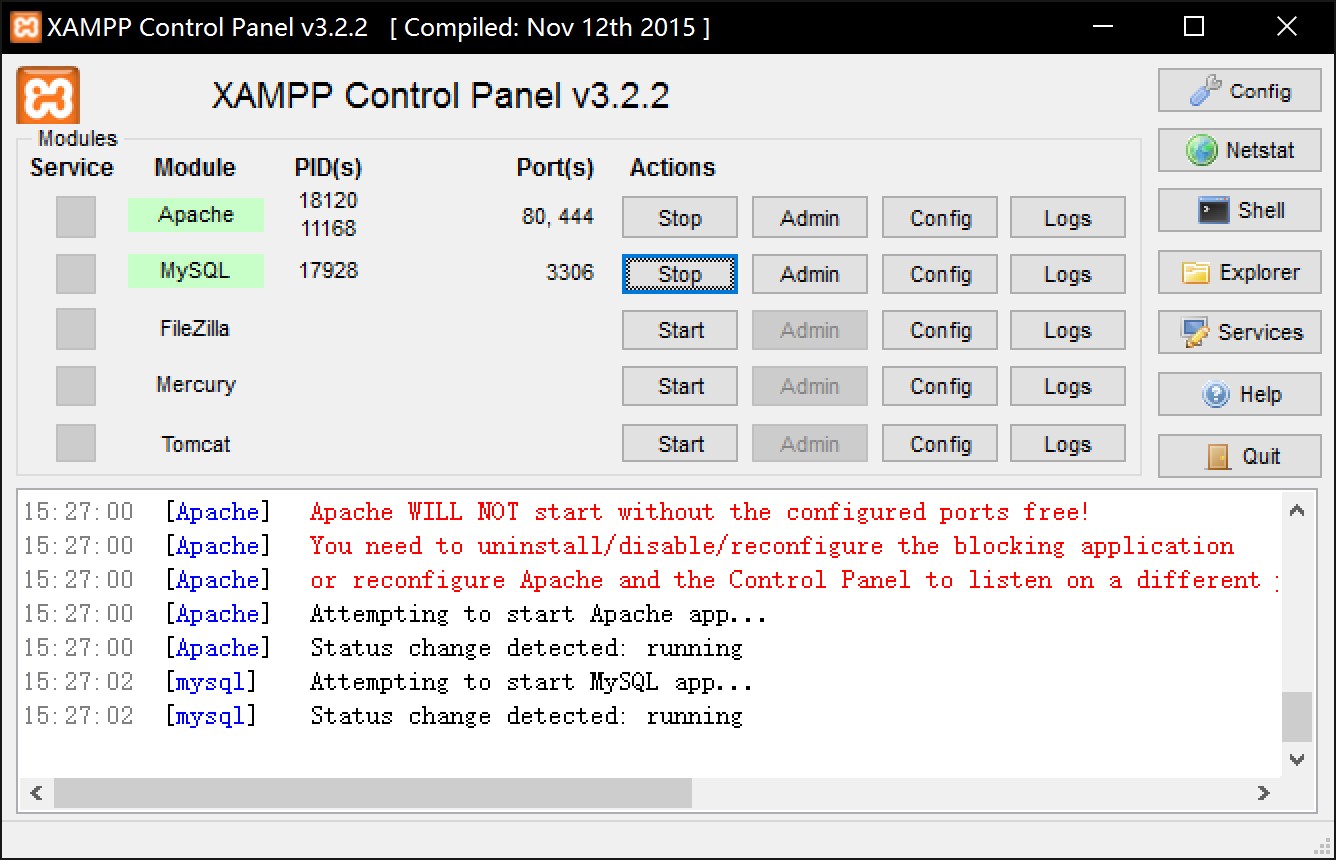 XAMPP Control Panel v3.2.2 [ Compiled: Nov 12th 2015 ]
XAMPP Control Panel v3.2.2
Config
Modules
Service Module PID(s) Port(s) Actions
Netstat
Apache 18120 11168 80, 444 Stop Admin Config Logs
Shell
MySQL 17928 3306 Stop Admin Config Logs
Explorer
FileZilla Start Admin Config Logs
Services
Mercury Start Admin Config Logs
Help
Tomcat Start Admin Config Logs
Quit
15:27:00 [Apache] Apache WILL NOT start without the configured ports free!
15:27:00 [Apache] You need to uninstall/disable/reconfigure the blocking application
15:27:00 [Apache] or reconfigure Apache and the Control Panel to listen on a different
15:27:00 [Apache] Attempting to start Apache app...
15:27:00 [Apache] Status change detected: running
15:27:02 [mysql] Attempting to start MySQL app...
15:27:02 [mysql] Status change detected: running